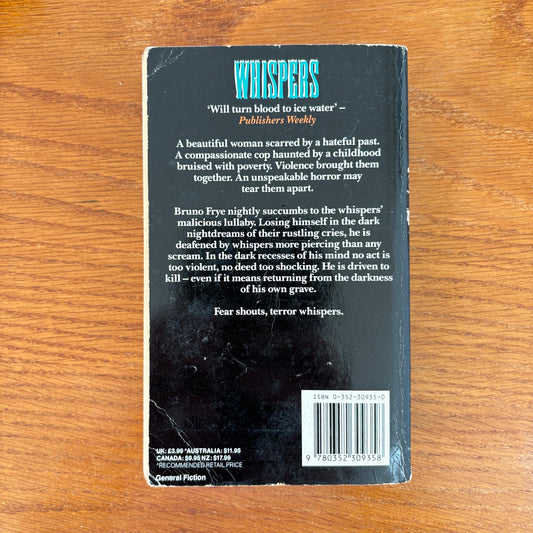 WHISPERS
‘Will turn blood to ice water’ –
Publishers Weekly
A beautiful woman scarred by a hateful past.
A compassionate cop haunted by a childhood
bruised with poverty. Violence brought them
together. An unspeakable horror may
tear them apart.
Bruno Frye nightly succumbs to the whispers’
malicious lullaby. Losing himself in the dark
nightdreams of their rustling cries, he is
deafened by whispers more piercing than any
scream. In the dark recesses of his mind no act is
too violent, no deed too shocking. He is driven to
kill – even if it means returning from the darkness
of his own grave.
Fear shouts, terror whispers.
ISBN 0-352-30935-0
9 780352 309358
UK: £3.99 *AUSTRALIA: $11.95
CANADA: $9.95 NZ: $17.99
*RECOMMENDED RETAIL PRICE
General Fiction